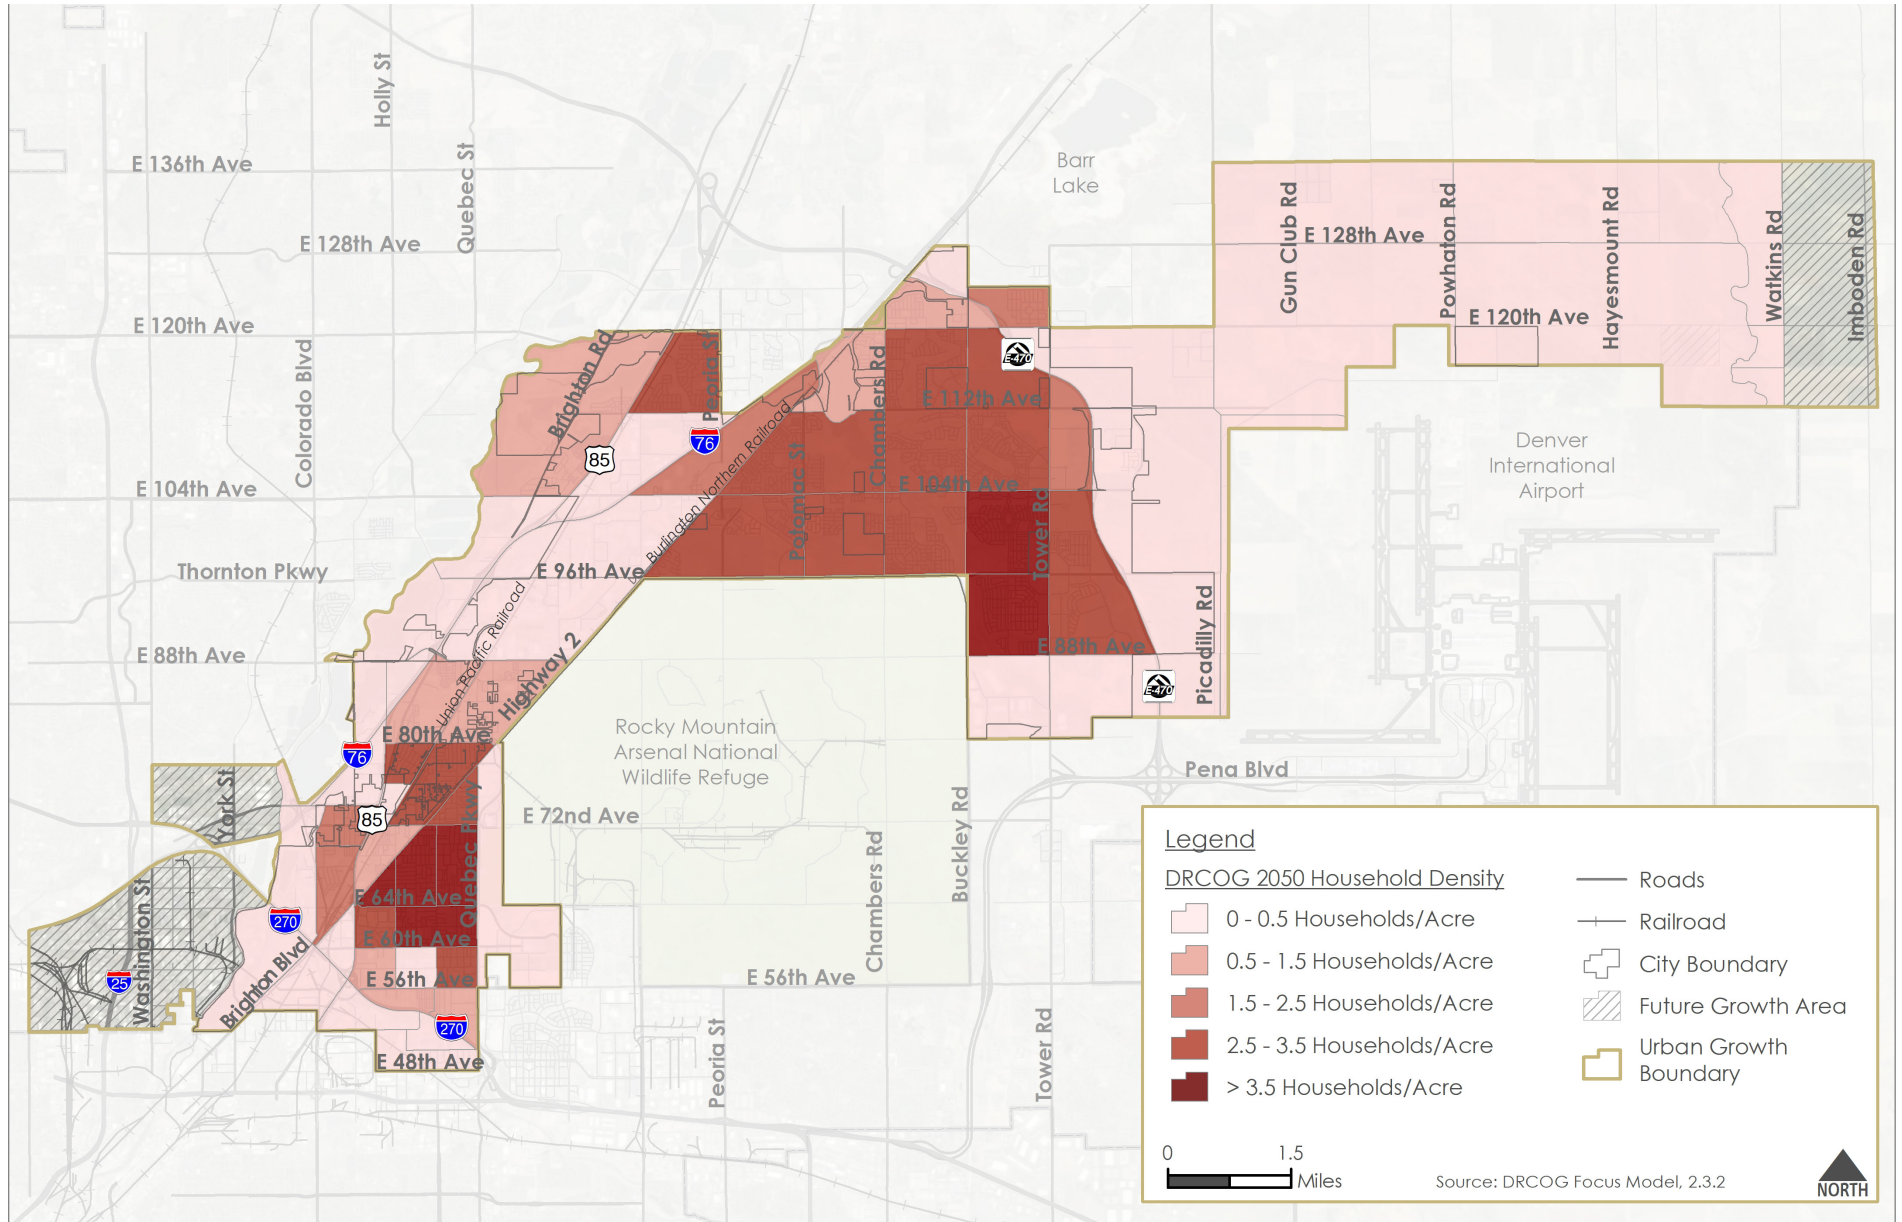 Holly St
E 136th Ave
Quebec St
E 128th Ave
Barr
Lake
Gun Club Rd
E 128th Ave
Powhaton Rd
Hayesmount Rd
Watkins Rd
Imboden Rd
E 120th Ave
E 120th Ave
Colorado Blvd
Brighton Rd
Peoria St
E-470
Chambers Rd
E 112th Ave
76
85
Burlington Northern Railroad
Potomac St
Denver
International
Airport
E 104th Ave
E 104th Ave
Tower Rd
Thornton Pkwy
E 96th Ave
Union Pacific Railroad
Highway 2
E 88th Ave
E 88th Ave
Picadilly Rd
E-470
Rocky Mountain
Arsenal National
Wildlife Refuge
E 80th Ave
76
Pena Blvd
York St
85
Quebec Pkwy
E 72nd Ave
Buckley Rd
Chambers Rd
Washington St
E 64th Ave
270
E 60th Ave
Brighton Blvd
25
E 56th Ave
E 56th Ave
270
E 48th Ave
Peoria St
Tower Rd
Legend
DRCOG 2050 Household Density
0 - 0.5 Households/Acre
0.5 - 1.5 Households/Acre
1.5 - 2.5 Households/Acre
2.5 - 3.5 Households/Acre
> 3.5 Households/Acre
Roads
Railroad
City Boundary
Future Growth Area
Urban Growth
Boundary
0 1.5
Miles
Source: DRCOG Focus Model, 2.3.2
NORTH